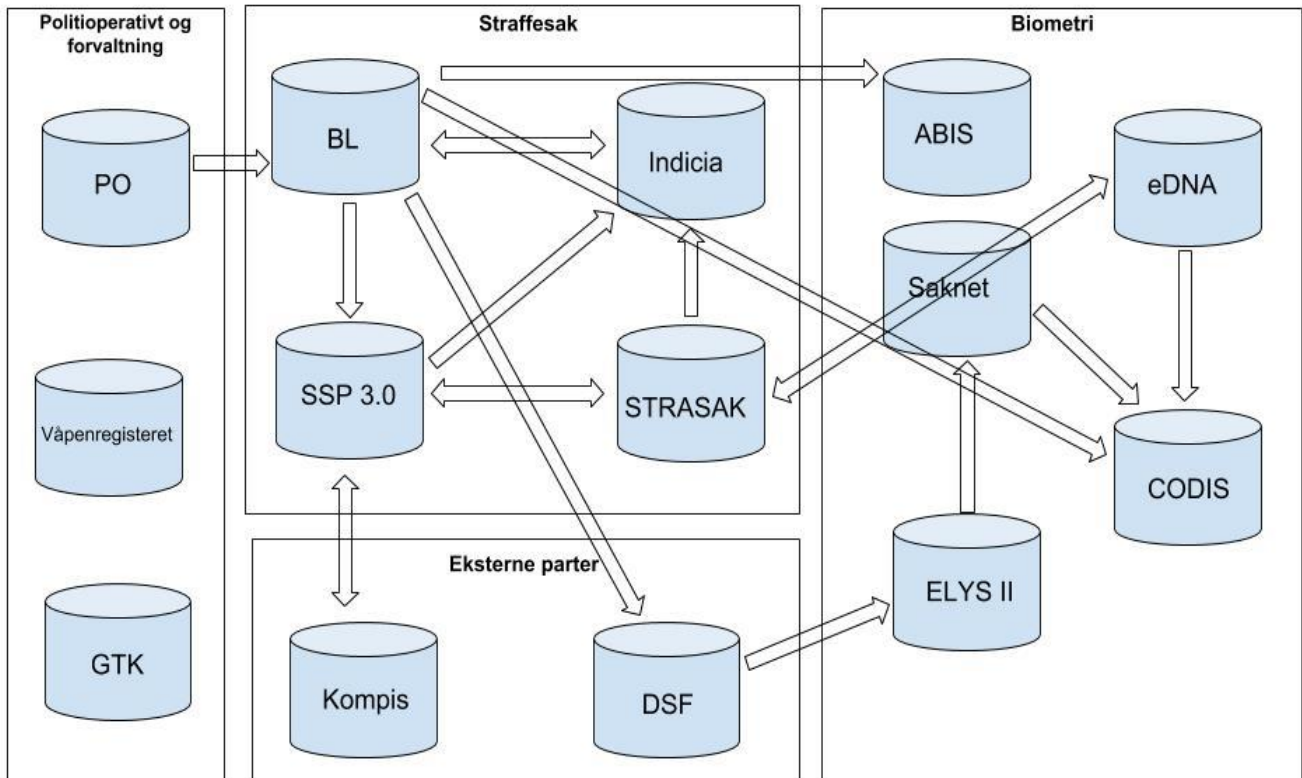 Politioperativt og
forvaltning
PO
Våpenregisteret
GTK
Straffesak
BL
Indicia
SSP 3.0
STRASAK
Eksterne parter
Kompis
DSF
Biometri
ABIS
eDNA
Saknet
CODIS
ELYS II